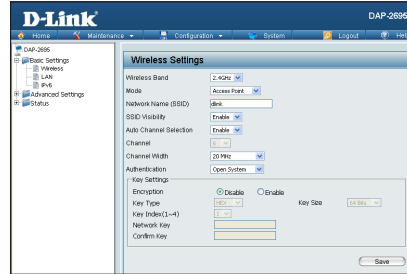 D-Link
DAP-2695
Home Maintenance Configuration System Logout Help
DAP-2695
Basic Settings
Wireless
LAN
IPv6
Advanced Settings
Status
Wireless Settings
Wireless Band 2.4GHz
Mode Access Point
Network Name (SSID) dlink
SSID Visibility Enable
Auto Channel Selection Enable
Channel 6
Channel Width 20 MHz
Authentication Open System
Key Settings
Encryption Disable Enable
Key Type HEX Key Size 64 Bits
Key Index(1~4) 1
Network Key
Confirm Key
Save